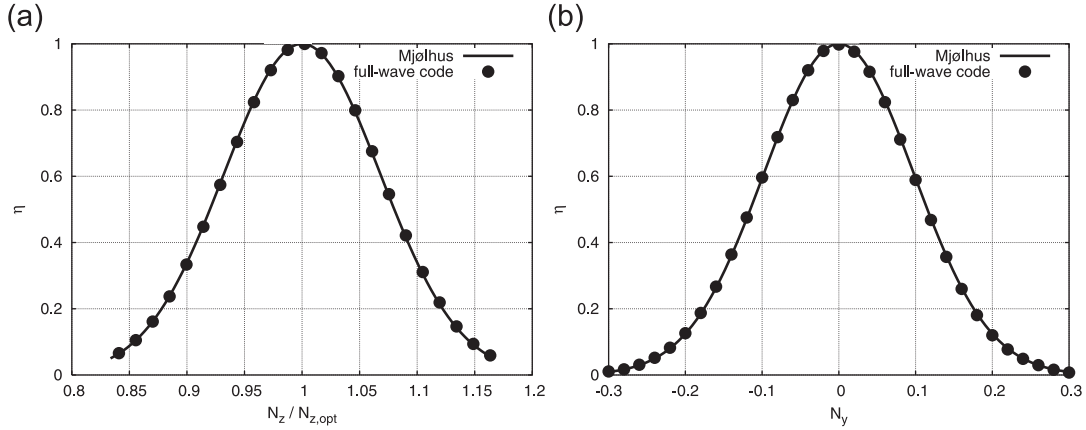 (a)
Mjølhus
full-wave code
η
1
0.8
0.6
0.4
0.2
0
0.8 0.85 0.9 0.95 1 1.05 1.1 1.15 1.2
N_z / N_z,opt
(b)
Mjølhus
full-wave code
η
1
0.8
0.6
0.4
0.2
0
-0.3 -0.2 -0.1 0 0.1 0.2 0.3
N_y